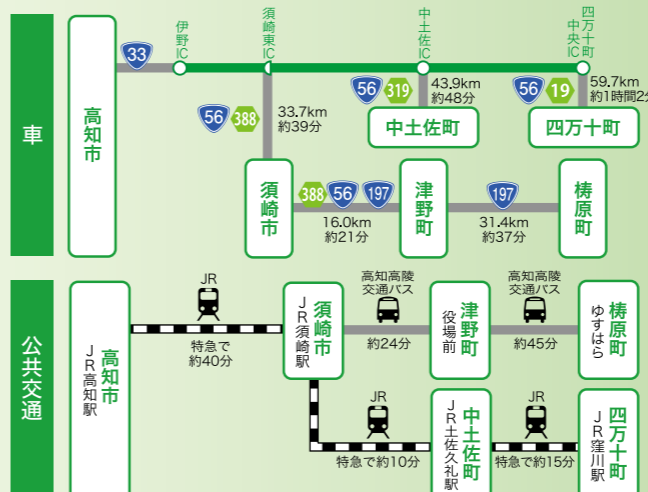 車
高知市
33
伊野IC
須崎東IC
中土佐IC
四万十町
中央IC
56 388
33.7km
約39分
56 319
43.9km
約48分
中土佐町
56 19
59.7km
約1時間2分
四万十町
須崎市
388 56 197
16.0km
約21分
津野町
197
31.4km
約37分
梼原町
公共交通
高知市
JR高知駅
JR
特急で
約40分
須崎市
JR須崎駅
高知高陵
交通バス
約24分
津野町
役場前
高知高陵
交通バス
約45分
梼原町
ゆすはら
JR
特急で約10分
中土佐町
JR土佐久礼駅
JR
特急で約15分
四万十町
JR窪川駅